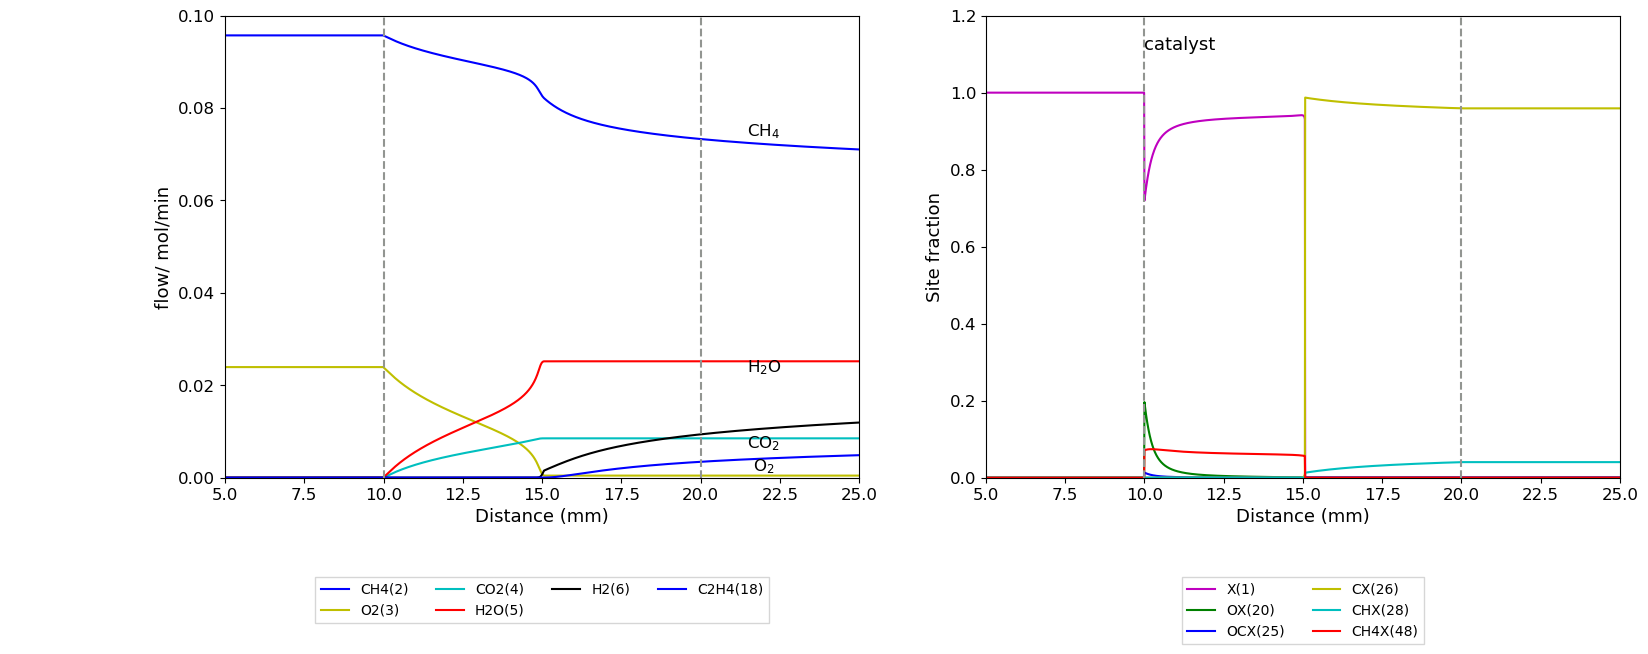 0.10
0.08
0.06
0.04
0.02
0.00
flow/ mol/min
CH₄
H₂O
CO₂
O₂
5.0 7.5 10.0 12.5 15.0 17.5 20.0 22.5 25.0
Distance (mm)
CH4(2) CO2(4) H2(6) C2H4(18)
O2(3) H2O(5)
1.2
1.0
0.8
0.6
0.4
0.2
0.0
Site fraction
catalyst
5.0 7.5 10.0 12.5 15.0 17.5 20.0 22.5 25.0
Distance (mm)
X(1) CX(26)
OX(20) CHX(28)
OCX(25) CH4X(48)